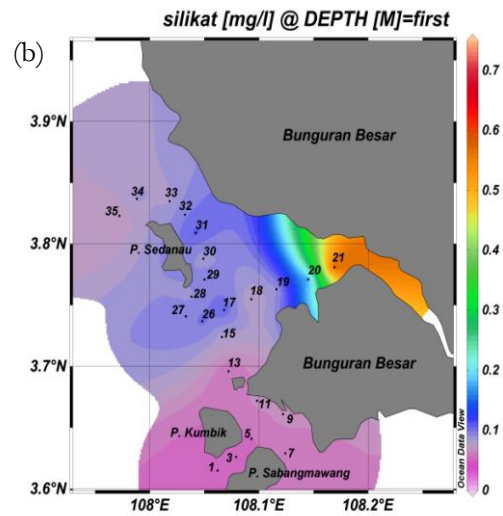 silikat [mg/l] @ DEPTH [M]=first
(b)
0.7
3.9°N
Bunguran Besar
0.6
34
33
35
32
0.5
31
3.8°N
P. Sedanau
30
21
20
0.4
29
19
28
18
17
27
26
0.3
15
3.7°N
13
Bunguran Besar
0.2
11
9
P. Kumbik
5
0.1
7
3
1
P. Sabangmawang
Ocean Data View
3.6°N
0
108°E
108.1°E
108.2°E